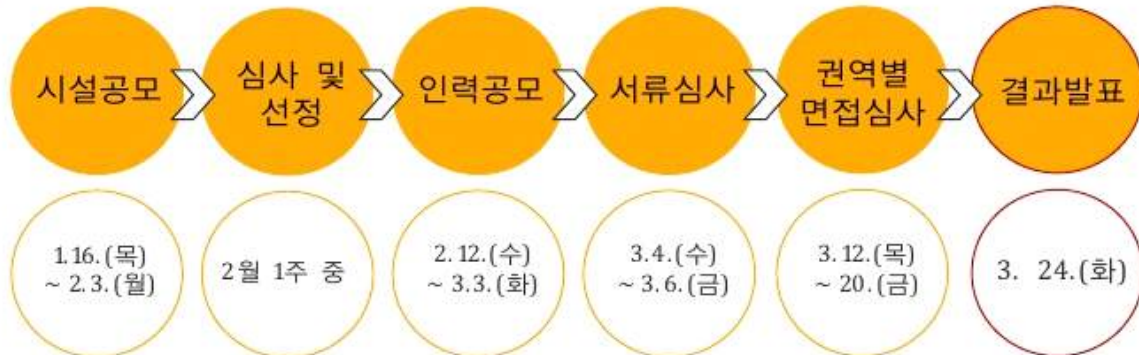 시설공모
심사 및
선정
인력공모
서류심사
권역별
면접심사
결과발표
1.16.(목)
~ 2.3.(월)
2월 1주 중
2.12.(수)
~ 3.3.(화)
3.4.(수)
~ 3.6.(금)
3.12.(목)
~ 20.(금)
3. 24.(화)